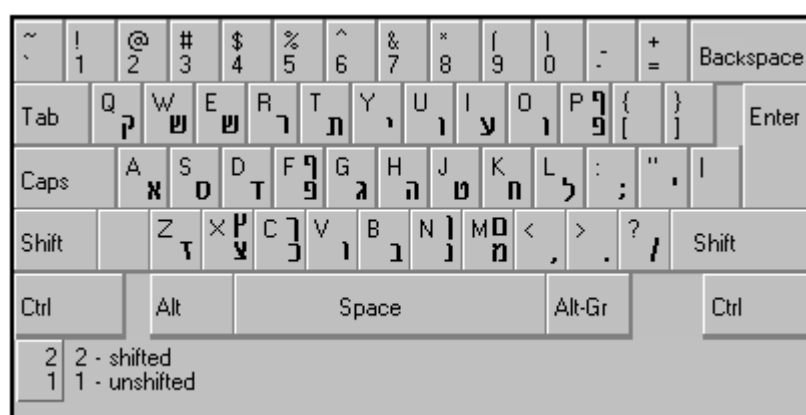 ~ ` ! 1 @ 2 # 3 $ 4 % 5 ^ 6 & 7 * 8 ( 9 ) 0 - + = Backspace
Tab Q ק W ש E ש R ר T ת Y י U ו I ע O ו P ף פ { [ } ] Enter
Caps A א S ס D ד F ף פ G ג H ה J ט K ח L ל : ; " ' |
Shift Z ז X ץ צ C ך כ V ו B ב N ן נ M ם מ < , > . ? / Shift
Ctrl Alt Space Alt-Gr Ctrl
2 2 - shifted
1 1 - unshifted